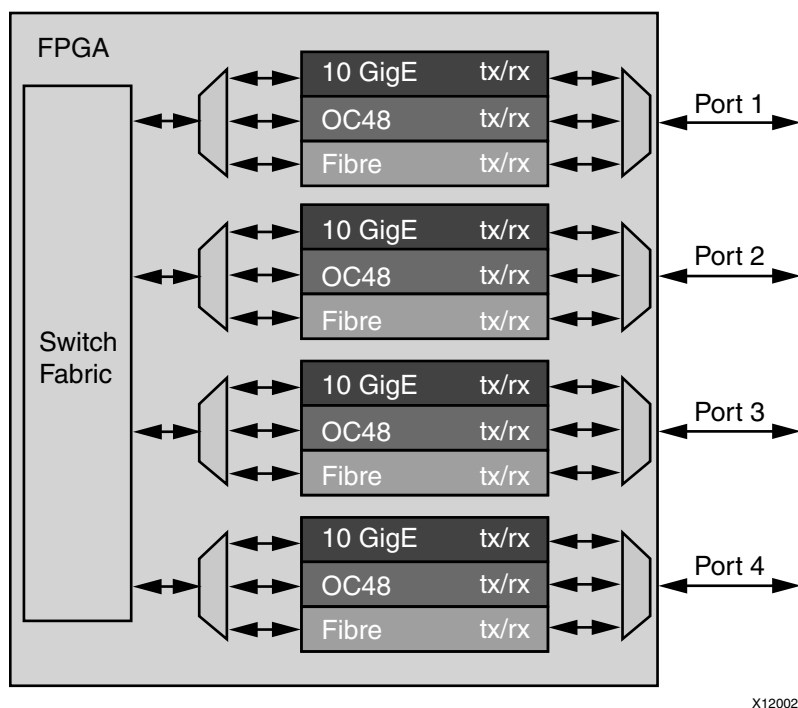 FPGA
10 GigE tx/rx
OC48 tx/rx
Fibre tx/rx
Port 1
10 GigE tx/rx
OC48 tx/rx
Fibre tx/rx
Port 2
Switch
Fabric
10 GigE tx/rx
OC48 tx/rx
Fibre tx/rx
Port 3
10 GigE tx/rx
OC48 tx/rx
Fibre tx/rx
Port 4
X12002